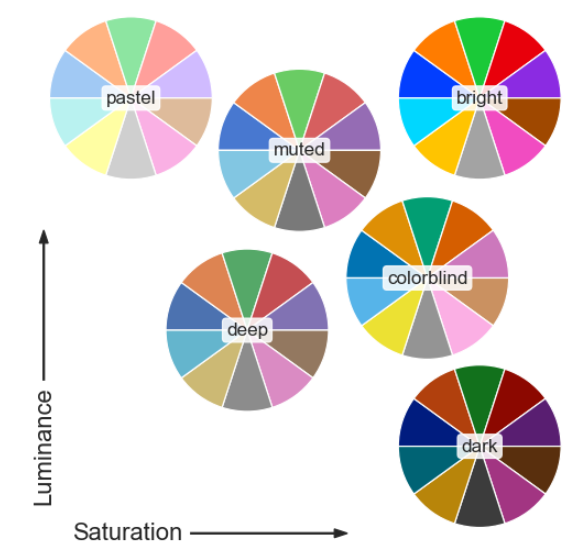 pastel
bright
muted
colorblind
deep
dark
Luminance
Saturation